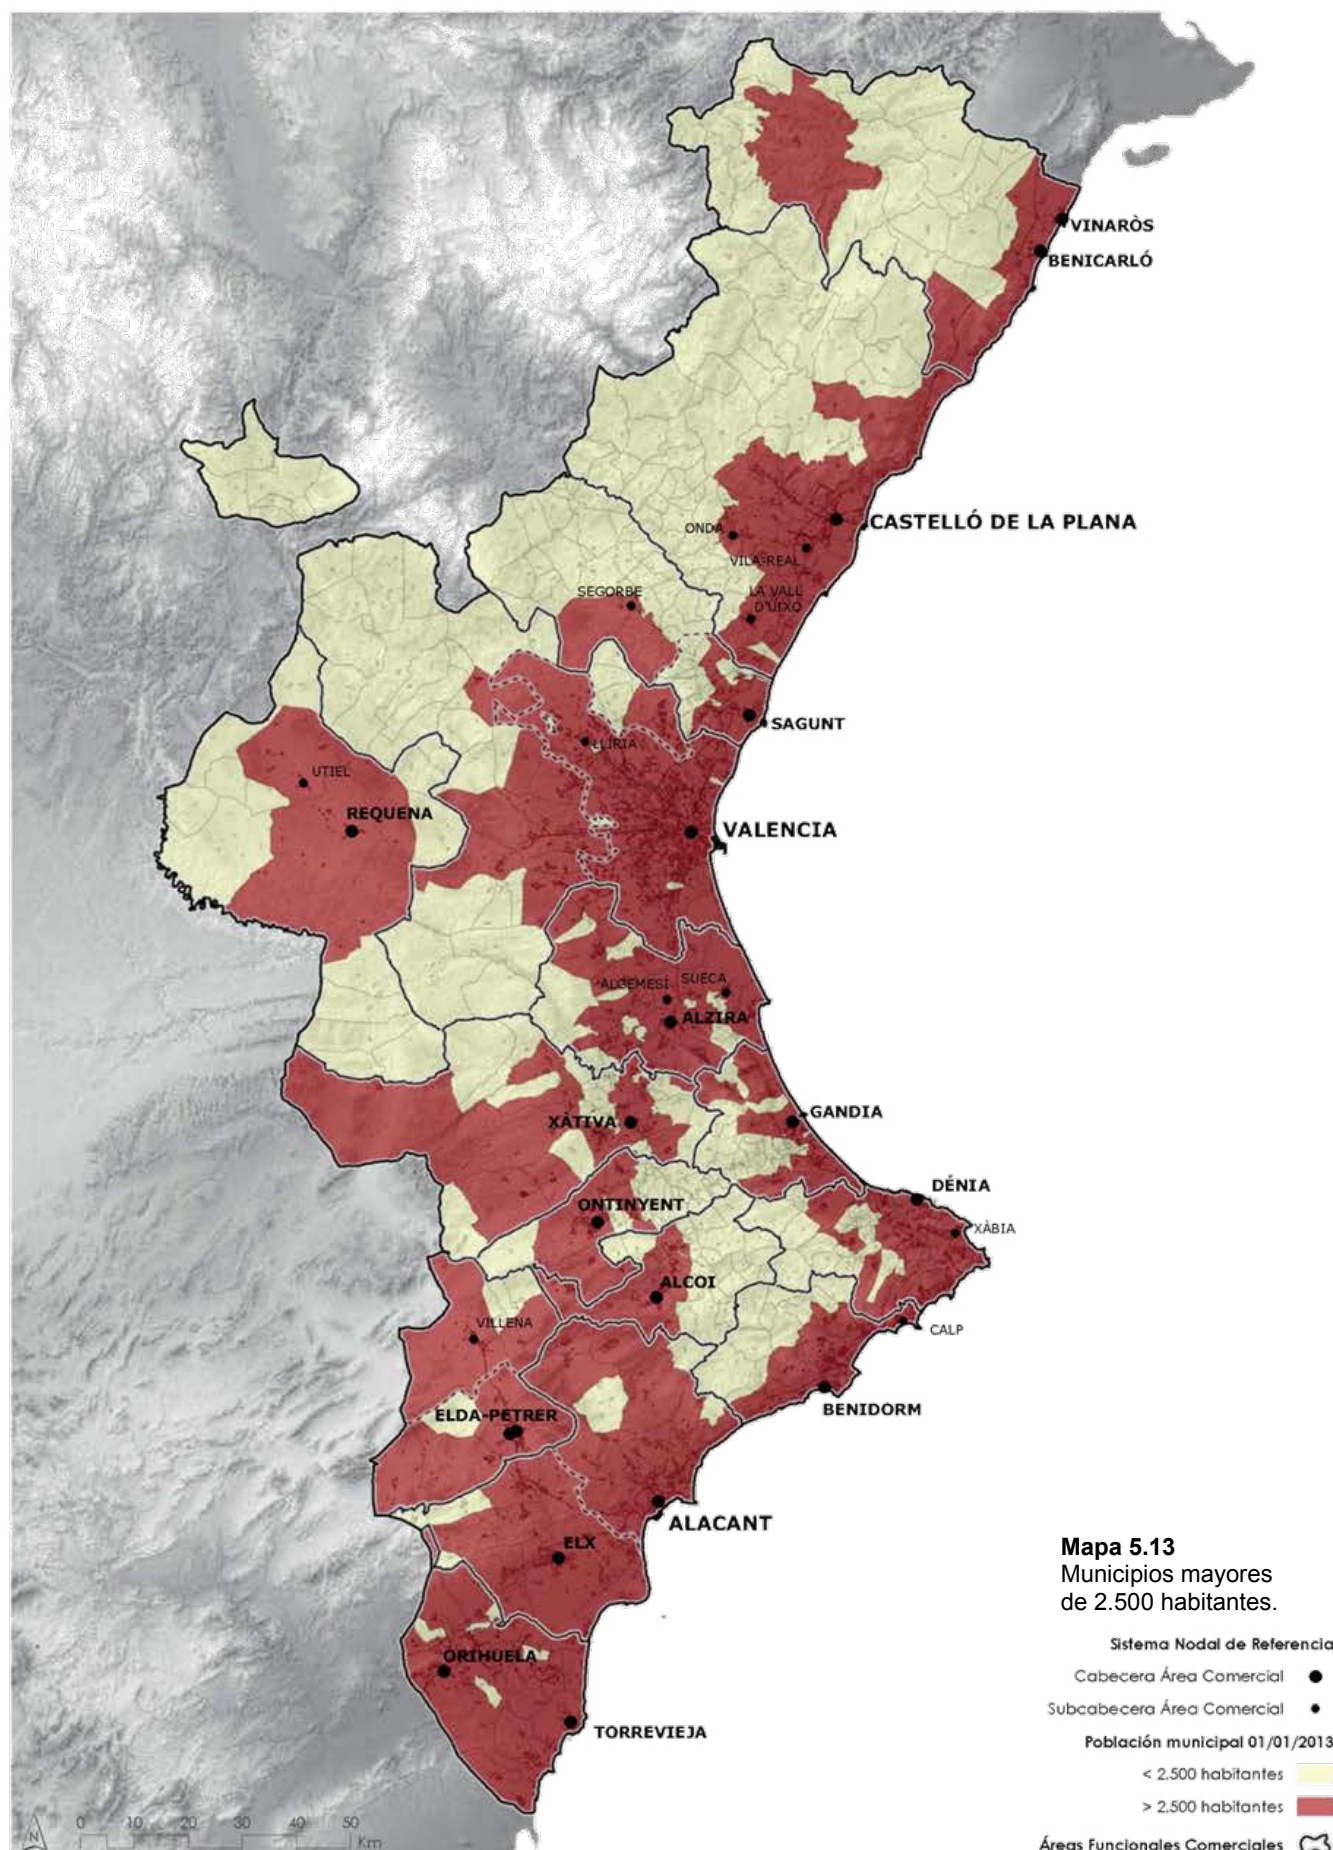 VINARÒS
BENICARLÓ
CASTELLÓ DE LA PLANA
ONDA
VILA-REAL
SEGORBE
LA VALL
D'UIXÓ
SAGUNT
LLÍRIA
UTIEL
REQUENA
VALENCIA
ALGEMESÍ
SUECA
ALZIRA
GANDIA
XÀTIVA
DÉNIA
ONTINYENT
XÀBIA
ALCOI
VILLENA
CALP
ELDA-PETRER
BENIDORM
ALACANT
ELX
ORIHUELA
TORREVIEJA
Mapa 5.13
Municipios mayores
de 2.500 habitantes.
Sistema Nodal de Referencia
Cabecera Área Comercial
Subcabecera Área Comercial
Población municipal 01/01/2013
< 2.500 habitantes
> 2.500 habitantes
Áreas Funcionales Comerciales
N
0 10 20 30 40 50
Km